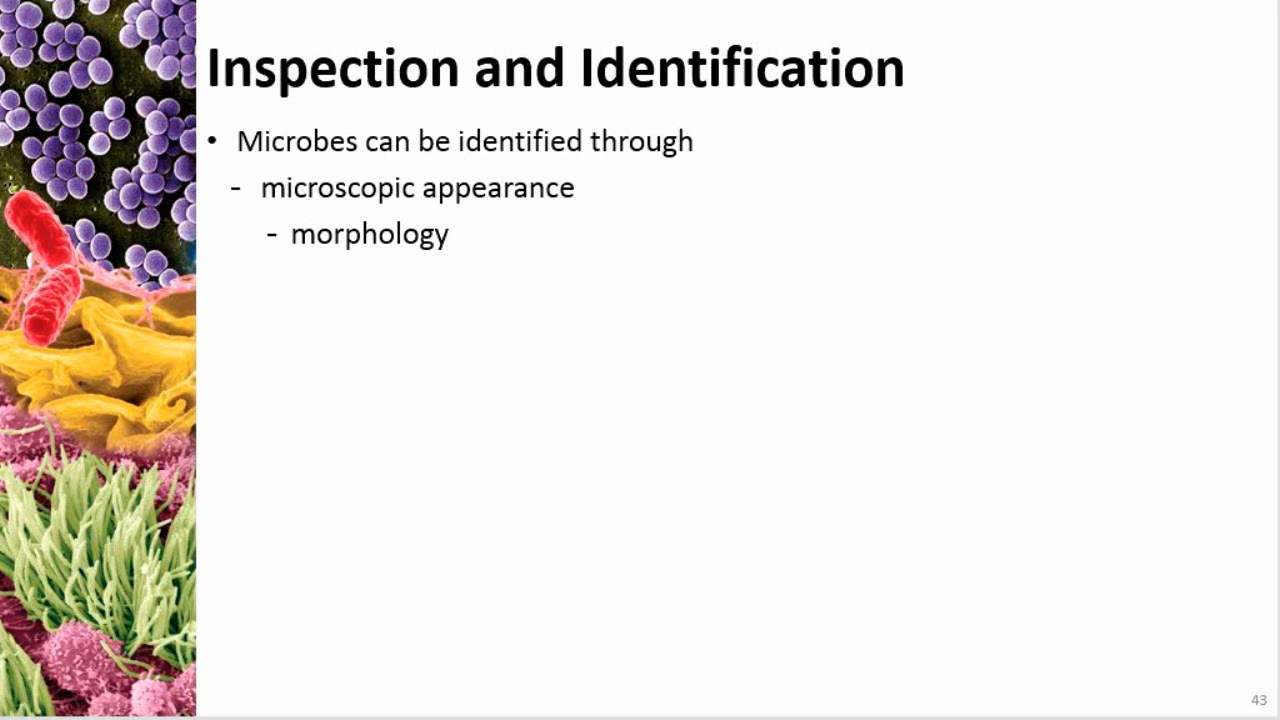 Inspection and Identification
• Microbes can be identified through
- microscopic appearance
- morphology
43